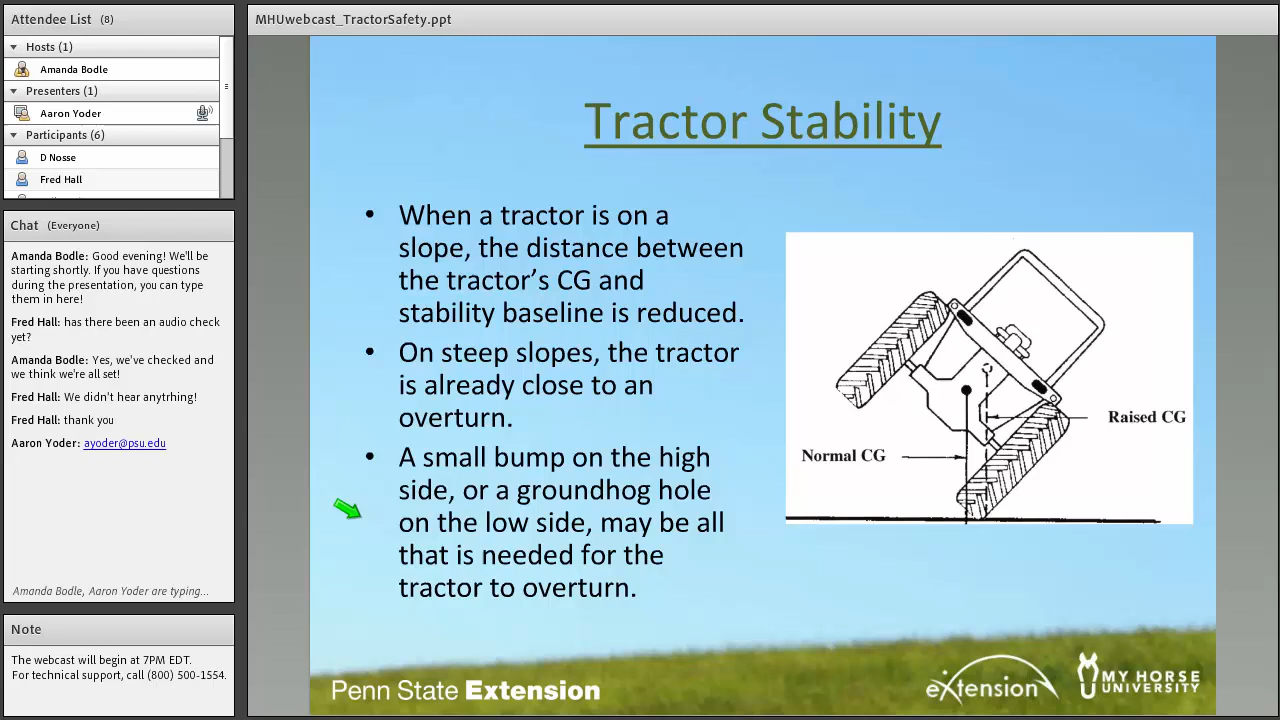 Attendee List (8)
Hosts (1)
Amanda Bodle
Presenters (1)
Aaron Yoder
Participants (6)
D Nosse
Fred Hall
Chat (Everyone)
Amanda Bodle: Good evening! We'll be
starting shortly. If you have questions
during the presentation, you can type
them in here!
Fred Hall: has there been an audio check
yet?
Amanda Bodle: Yes, we've checked and
we think we're all set!
Fred Hall: We didn't hear anytrhing!
Fred Hall: thank you
Aaron Yoder: ayoder@psu.edu
Amanda Bodle, Aaron Yoder are typing...
Note
The webcast will begin at 7PM EDT.
For technical support, call (800) 500-1554.
MHUwebcast_TractorSafety.ppt
Tractor Stability
• When a tractor is on a
slope, the distance between
the tractor’s CG and
stability baseline is reduced.
• On steep slopes, the tractor
is already close to an
overturn.
• A small bump on the high
side, or a groundhog hole
on the low side, may be all
that is needed for the
tractor to overturn.
Raised CG
Normal CG
Penn State Extension
eXtension
MY HORSE
UNIVERSITY